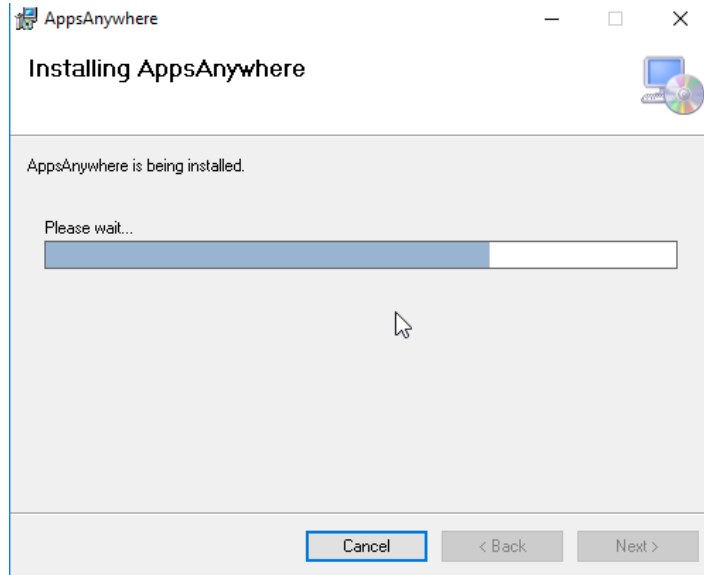 AppsAnywhere
Installing AppsAnywhere
AppsAnywhere is being installed.
Please wait...
Cancel
< Back
Next >